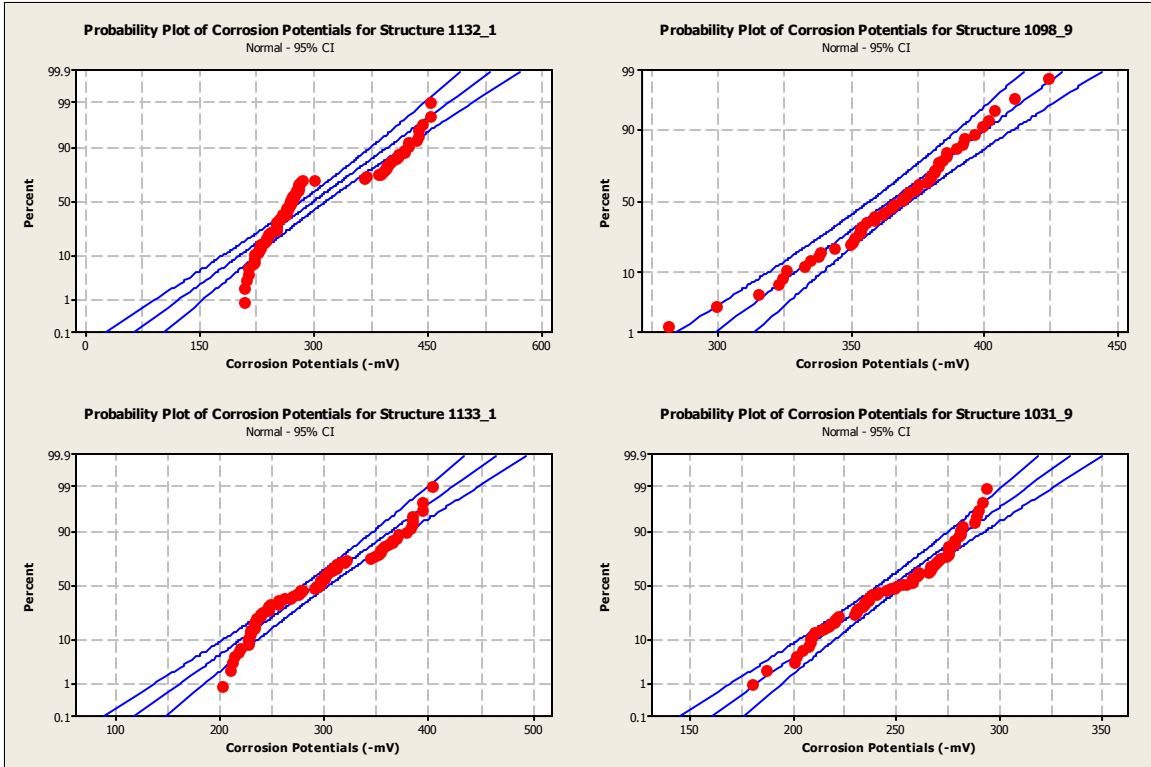 Probability Plot of Corrosion Potentials for Structure 1132_1
Normal - 95% CI
99.9
99
90
50
10
1
0.1
Percent
0 150 300 450 600
Corrosion Potentials (-mV)
Probability Plot of Corrosion Potentials for Structure 1098_9
Normal - 95% CI
99
90
50
10
1
Percent
300 350 400 450
Corrosion Potentials (-mV)
Probability Plot of Corrosion Potentials for Structure 1133_1
Normal - 95% CI
99.9
99
90
50
10
1
0.1
Percent
100 200 300 400 500
Corrosion Potentials (-mV)
Probability Plot of Corrosion Potentials for Structure 1031_9
Normal - 95% CI
99.9
99
90
50
10
1
0.1
Percent
150 200 250 300 350
Corrosion Potentials (-mV)